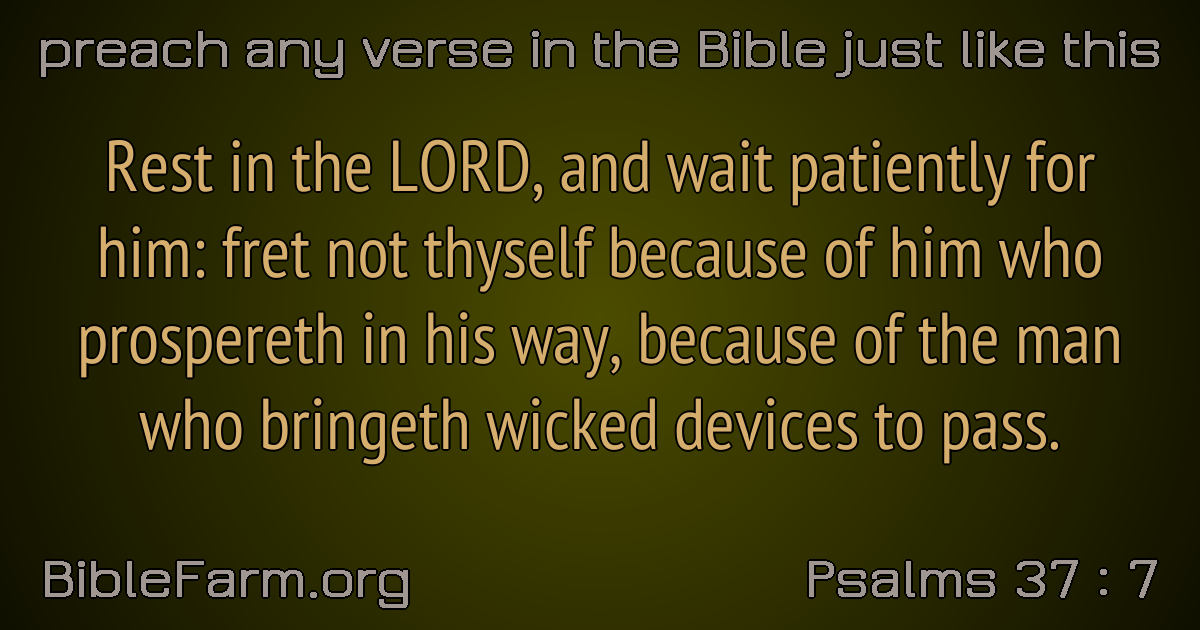 preach any verse in the Bible just like this
Rest in the LORD, and wait patiently for
him: fret not thyself because of him who
prospereth in his way, because of the man
who bringeth wicked devices to pass.
BibleFarm.org
Psalms 37 : 7